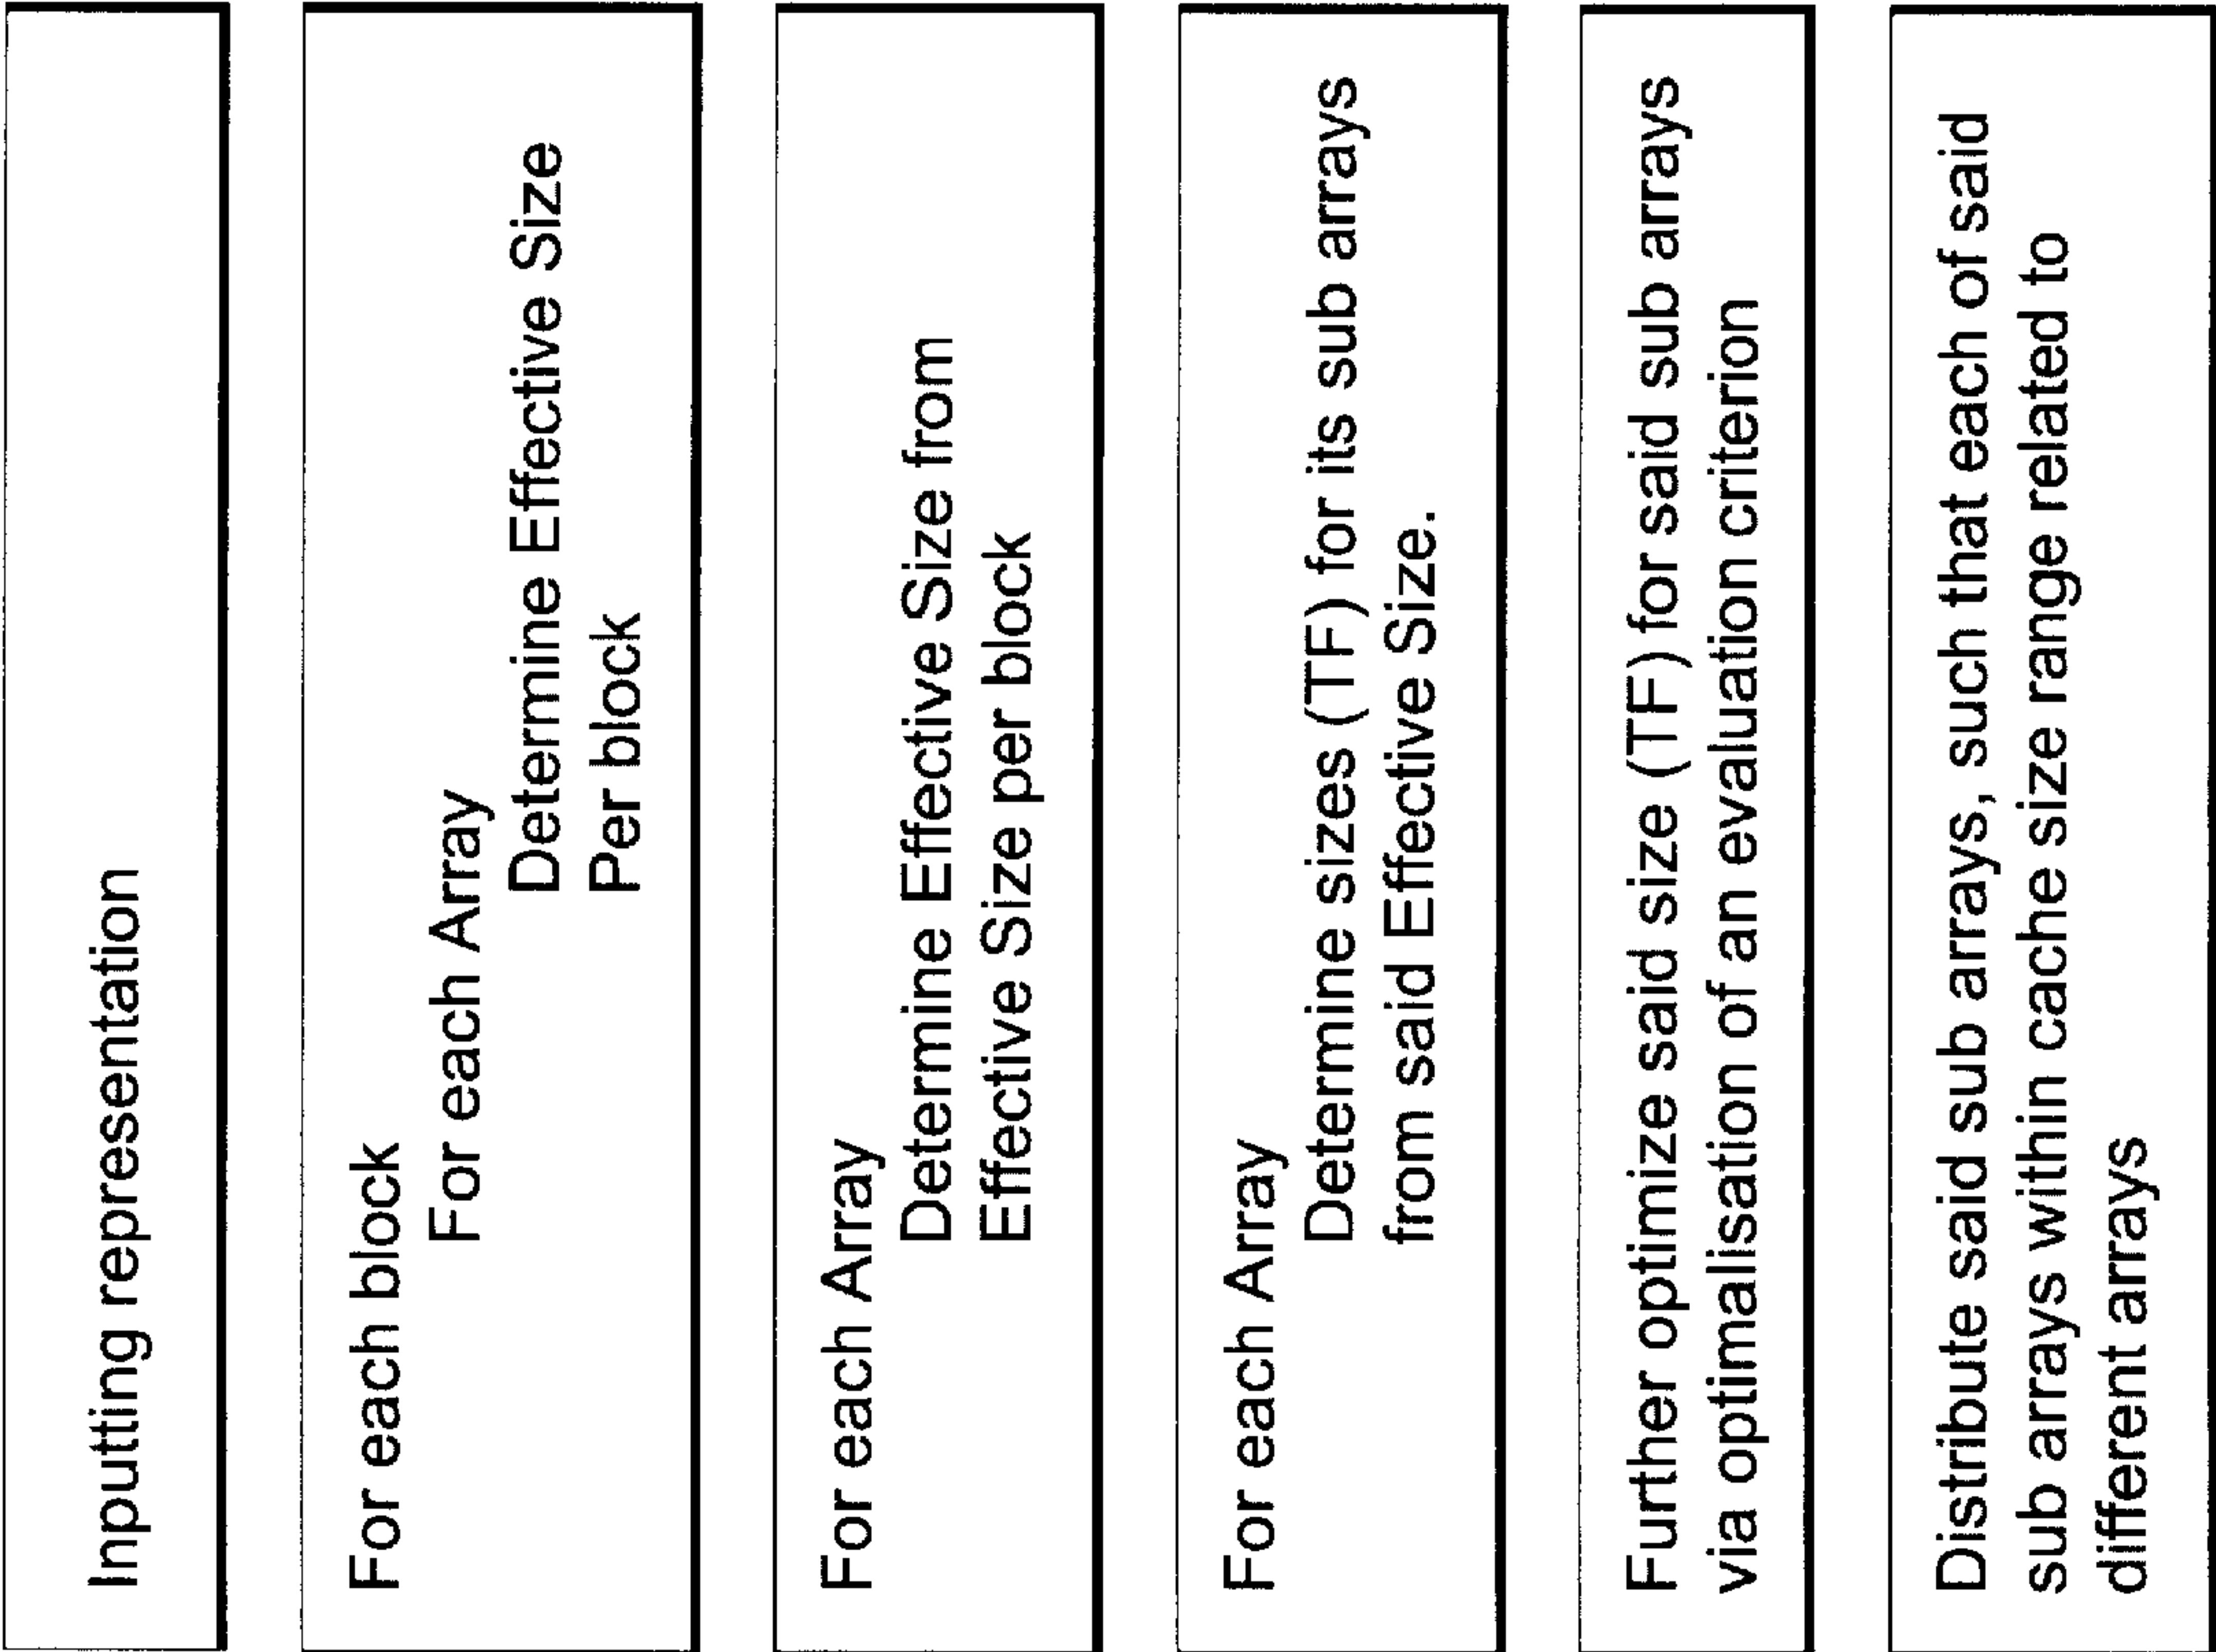 Inputting representation
For each block
For each Array
Determine Effective Size
Per block
For each Array
Determine Effective Size from
Effective Size per block
For each Array
Determine sizes (TF) for its sub arrays
from said Effective Size.
Further optimize said size (TF) for said sub arrays
via optimalisation of an evaluation criterion
Distribute said sub arrays, such that each of said
sub arrays within cache size range related to
different arrays